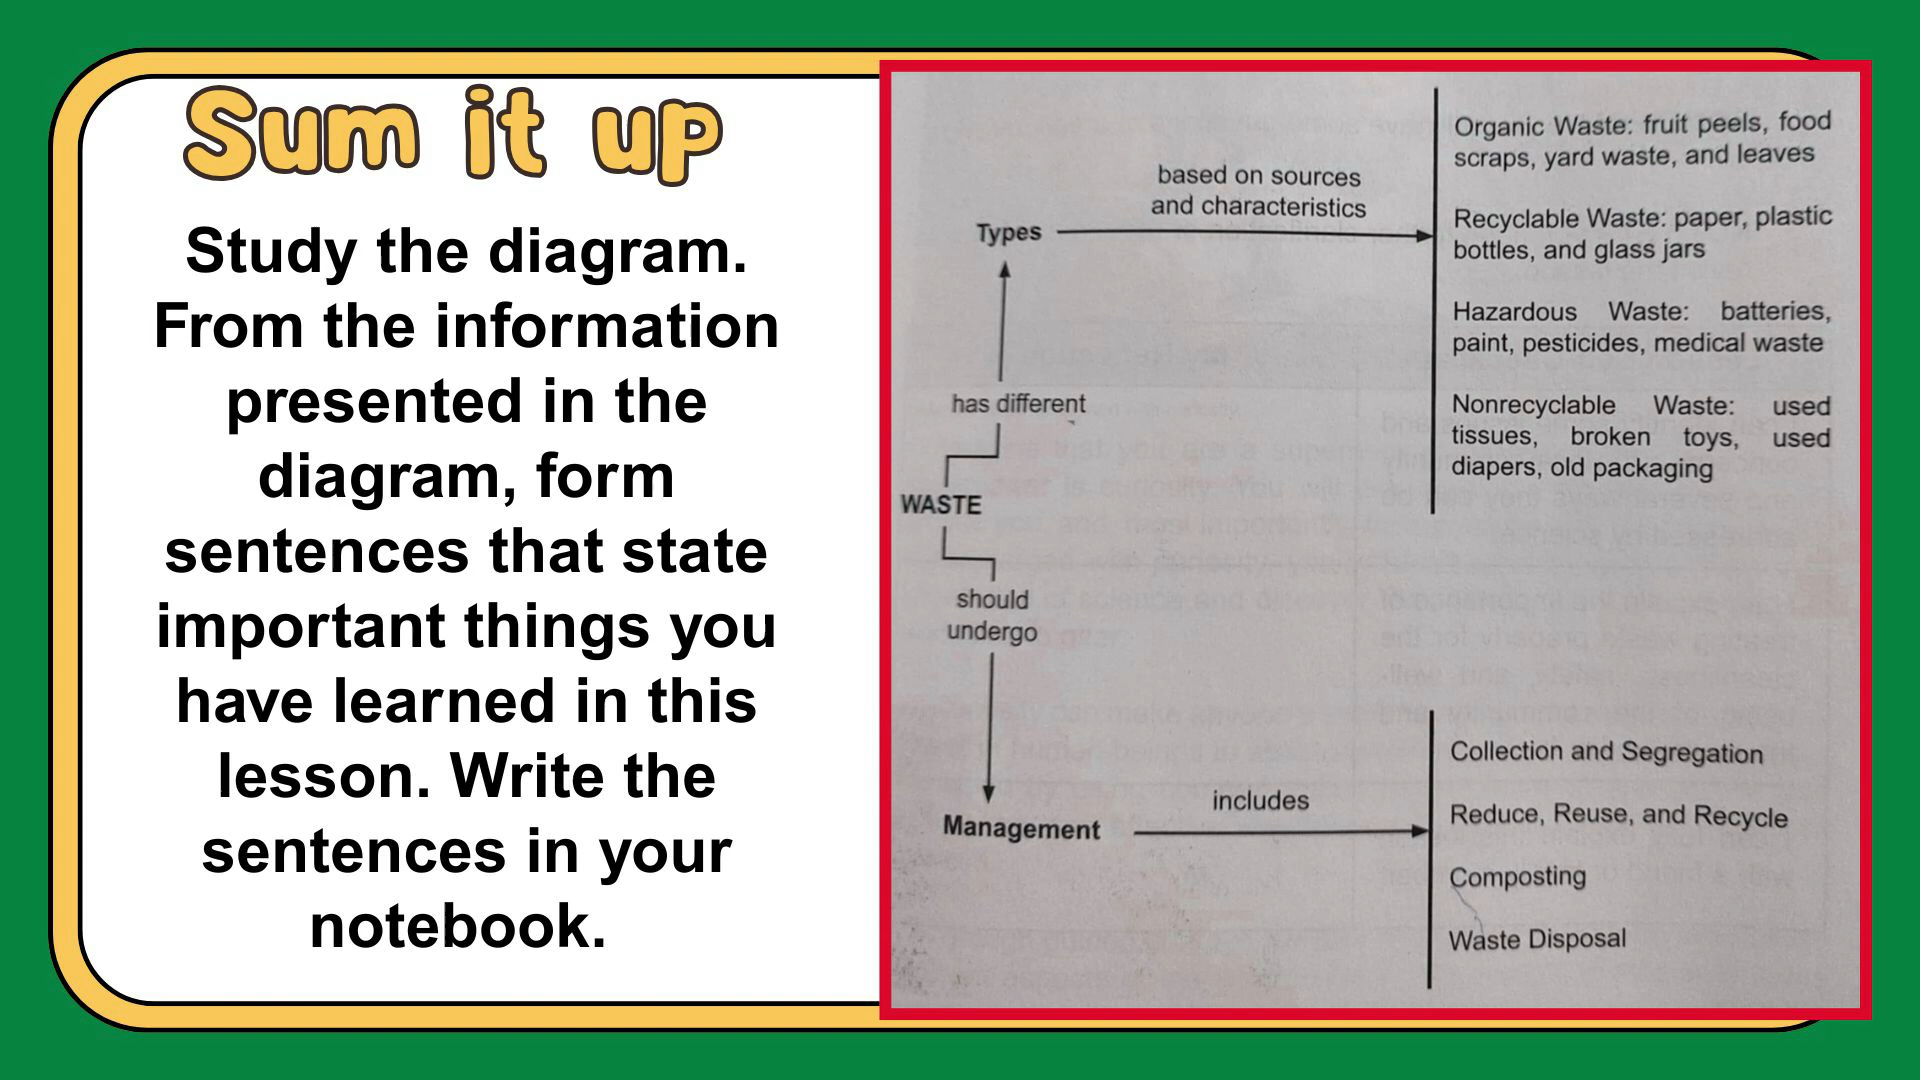 Sum it up
Study the diagram.
From the information
presented in the
diagram, form
sentences that state
important things you
have learned in this
lesson. Write the
sentences in your
notebook.
Organic Waste: fruit peels, food
scraps, yard waste, and leaves
based on sources
and characteristics
Types
Recyclable Waste: paper, plastic
bottles, and glass jars
Hazardous Waste: batteries,
paint, pesticides, medical waste
has different
Nonrecyclable Waste: used
tissues, broken toys, used
diapers, old packaging
WASTE
should
undergo
Management
includes
Collection and Segregation
Reduce, Reuse, and Recycle
Composting
Waste Disposal